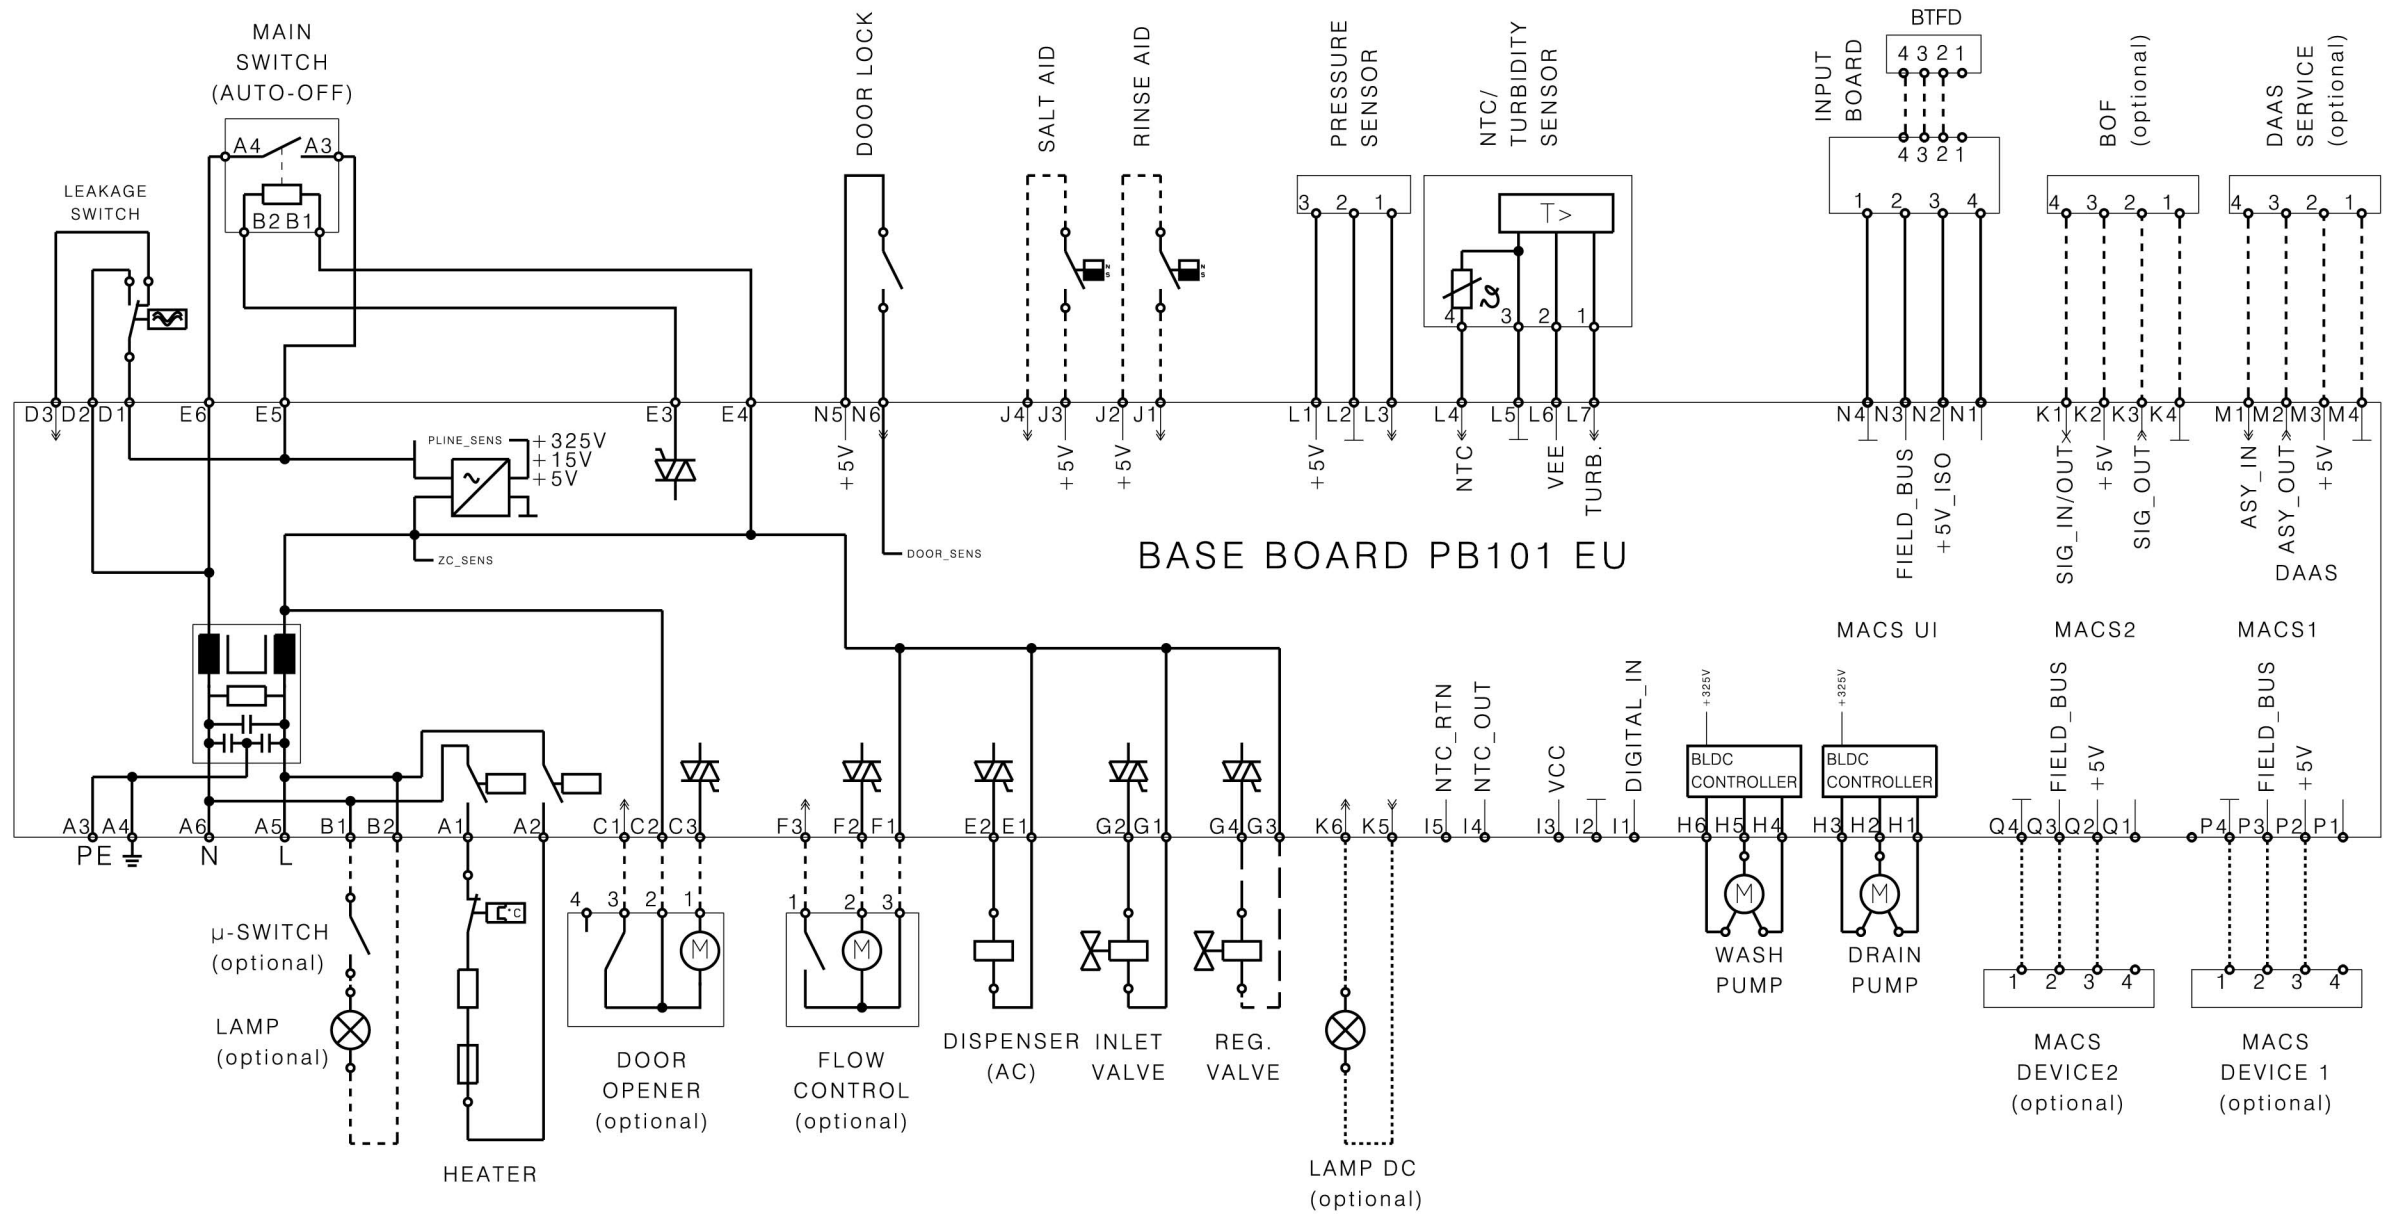 MAIN
SWITCH
(AUTO-OFF)
A4 A3
B2 B1
LEAKAGE
SWITCH
DOOR LOCK
SALT AID
N
S
RINSE AID
N
S
PRESSURE
SENSOR
3 2 1
NTC/
TURBIDITY
SENSOR
T>
ϑ
4 3 2 1
INPUT
BOARD
BTFD
4 3 2 1
4 3 2 1
1 2 3 4
BOF
(optional)
4 3 2 1
DAAS
SERVICE
(optional)
4 3 2 1
D3 D2 D1 E6 E5 E3 E4 N5 N6 J4 J3 J2 J1 L1 L2 L3 L4 L5 L6 L7 N4 N3 N2 N1 K1 K2 K3 K4 M1 M2 M3 M4
PLINE_SENS
+325V
+15V
+5V
~
ZC_SENS
+5V
DOOR_SENS
+5V
+5V
+5V
NTC
VEE
TURB.
FIELD_BUS
+5V_ISO
SIG_IN/OUT
+5V
SIG_OUT
ASY_IN
ASY_OUT
+5V
DAAS
BASE BOARD PB101 EU
MACS UI
MACS2
MACS1
NTC_RTN
NTC_OUT
VCC
DIGITAL_IN
+325V
BLDC
CONTROLLER
+325V
BLDC
CONTROLLER
FIELD_BUS
+5V
FIELD_BUS
+5V
A3 A4 A6 A5 B1 B2 A1 A2 C1 C2 C3 F3 F2 F1 E2 E1 G2 G1 G4 G3 K6 K5 I5 I4 I3 I2 I1 H6 H5 H4 H3 H2 H1 Q4 Q3 Q2 Q1 P4 P3 P2 P1
PE N L
µ-SWITCH
(optional)
LAMP
(optional)
°C
HEATER
4 3 2 1
M
DOOR
OPENER
(optional)
1 2 3
M
FLOW
CONTROL
(optional)
DISPENSER
(AC)
INLET
VALVE
REG.
VALVE
LAMP DC
(optional)
M
WASH
PUMP
M
DRAIN
PUMP
1 2 3 4
MACS
DEVICE2
(optional)
1 2 3 4
MACS
DEVICE 1
(optional)